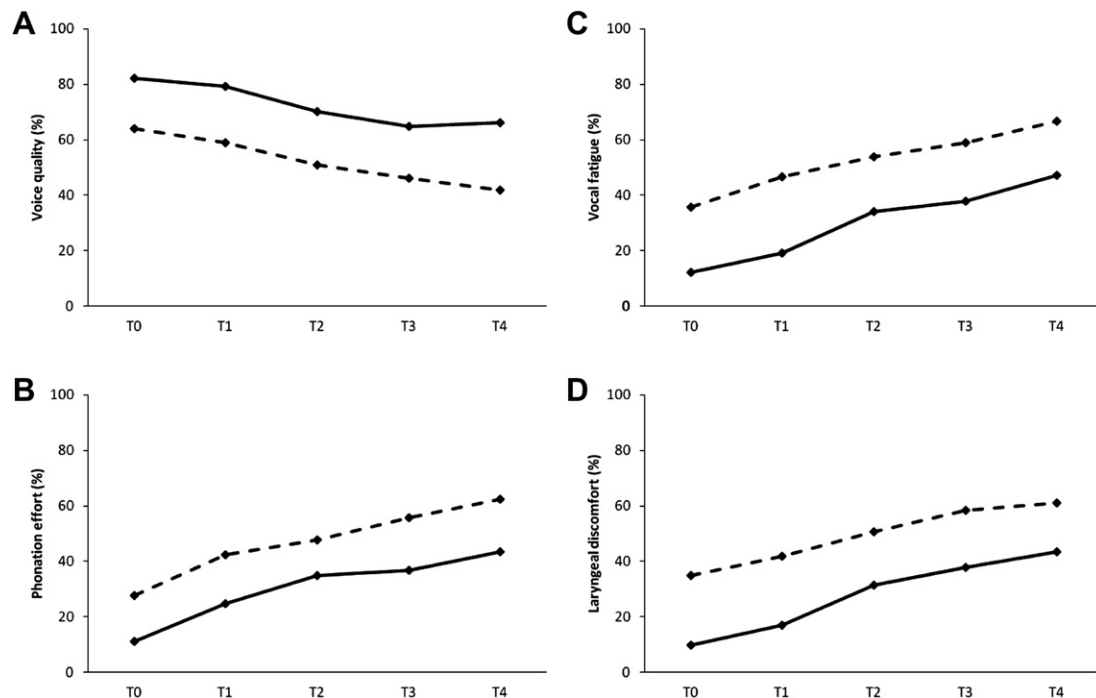 A
Voice quality (%)
100
80
60
40
20
0
T0 T1 T2 T3 T4
C
Vocal fatigue (%)
100
80
60
40
20
0
T0 T1 T2 T3 T4
B
Phonation effort (%)
100
80
60
40
20
0
T0 T1 T2 T3 T4
D
Laryngeal discomfort (%)
100
80
60
40
20
0
T0 T1 T2 T3 T4